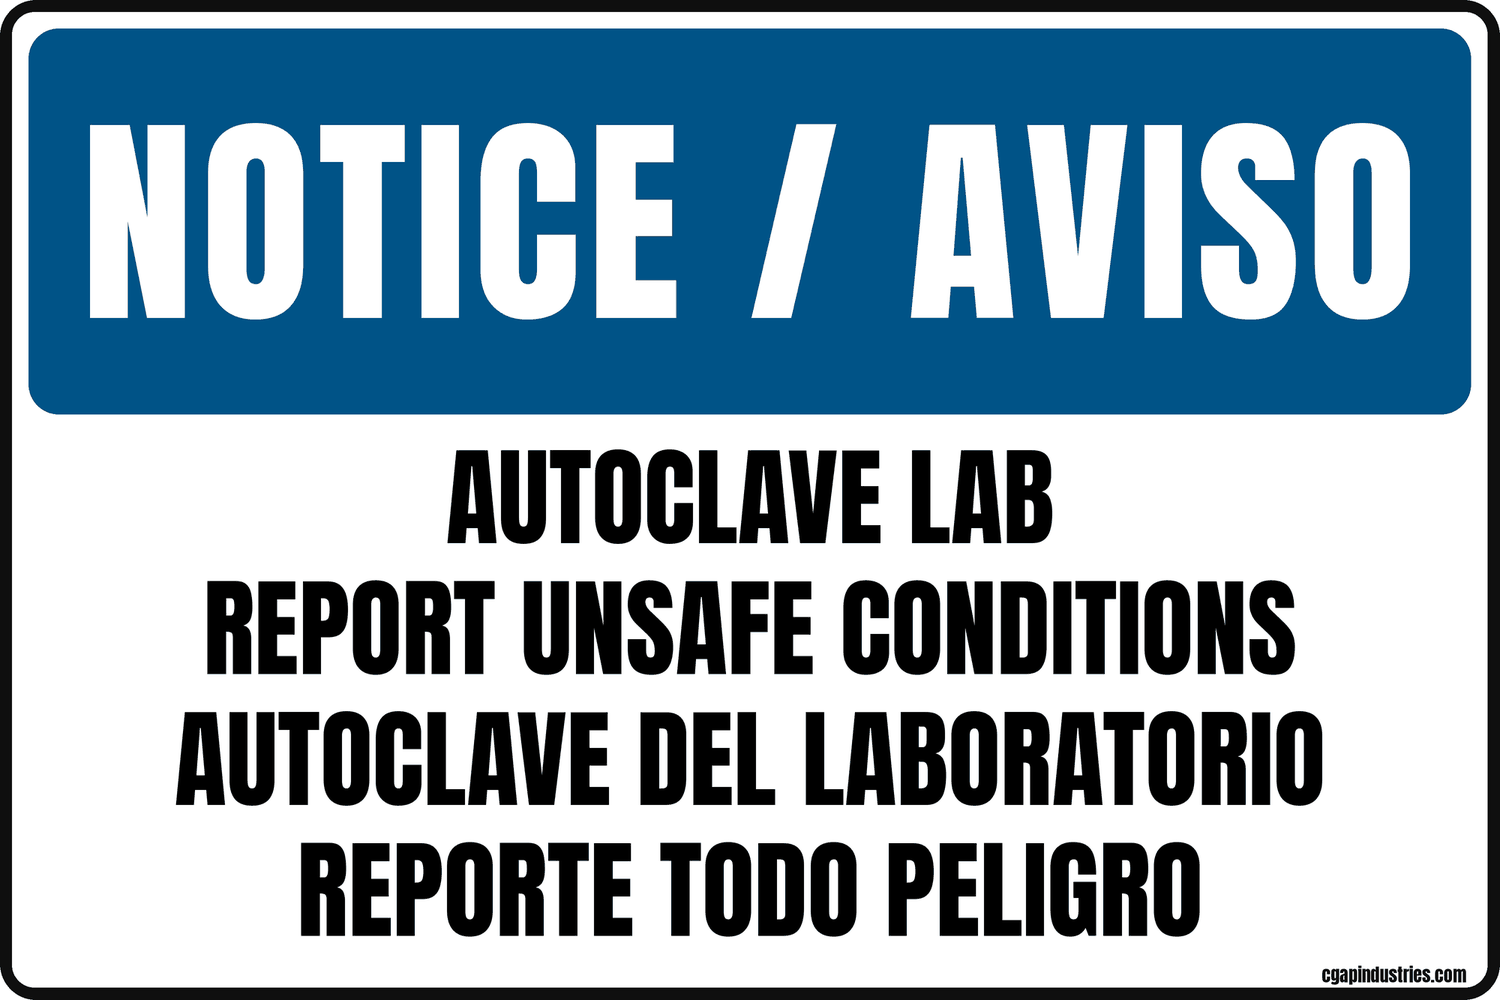 NOTICE / AVISO
AUTOCLAVE LAB
REPORT UNSAFE CONDITIONS
AUTOCLAVE DEL LABORATORIO
REPORTE TODO PELIGRO
cgapindustries.com